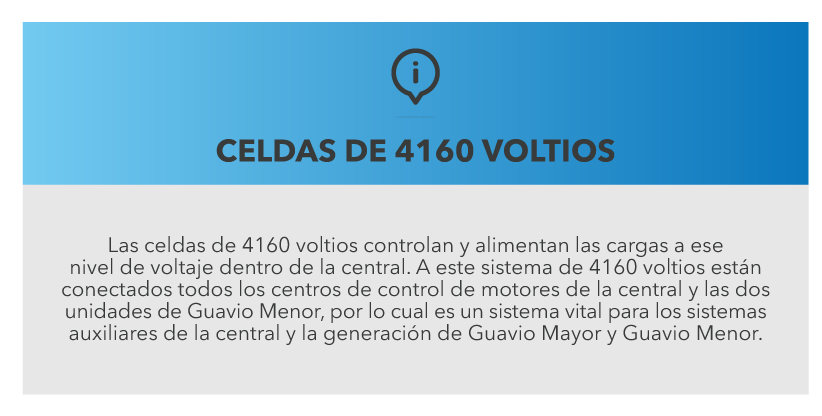 CELDAS DE 4160 VOLTIOS
Las celdas de 4160 voltios controlan y alimentan las cargas a ese
nivel de voltaje dentro de la central. A este sistema de 4160 voltios están
conectados todos los centros de control de motores de la central y las dos
unidades de Guavio Menor, por lo cual es un sistema vital para los sistemas
auxiliares de la central y la generación de Guavio Mayor y Guavio Menor.